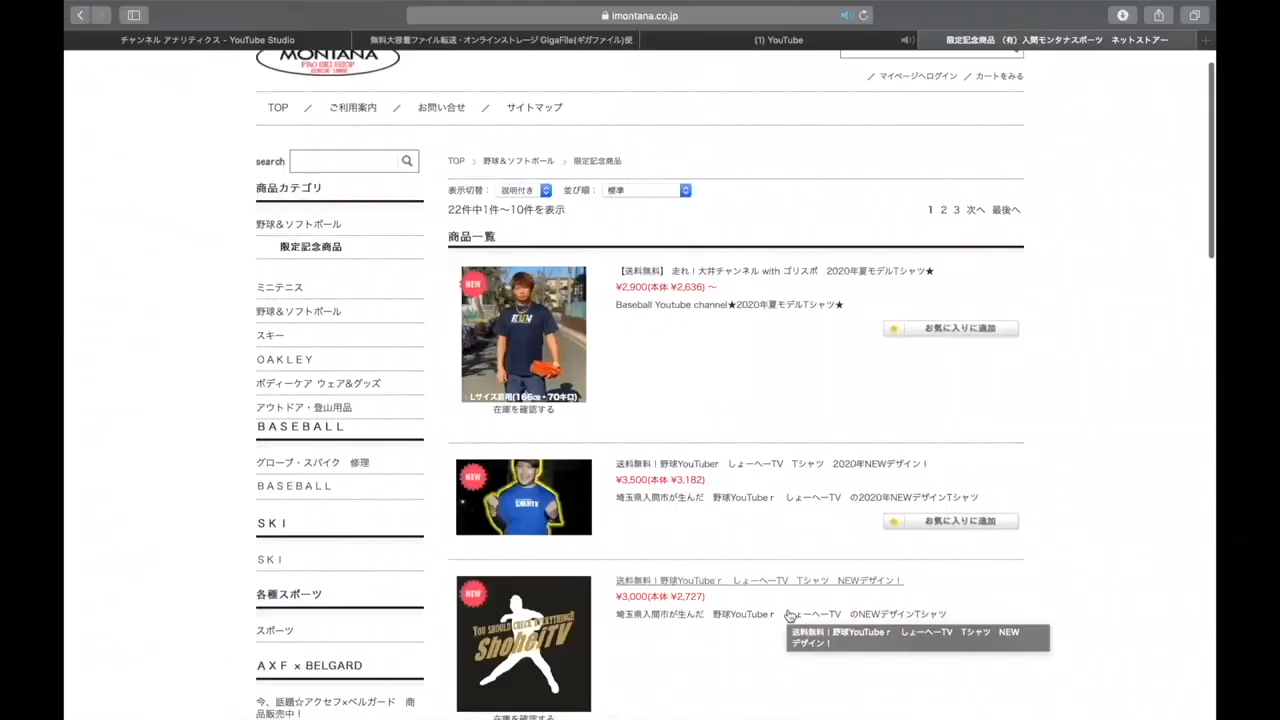 imontana.co.jp
チャンネル アナリティクス - YouTube Studio
無料大容量ファイル転送・オンラインストレージ GigaFile(ギガファイル)便
(1) YouTube
限定記念商品 （有）入間モンタナスポーツ ネットストアー
MONTANA
PRO SKI SHOP
／ マイページへログイン ／ カートをみる
TOP ／ ご利用案内 ／ お問い合せ ／ サイトマップ
search
商品カテゴリ
野球＆ソフトボール
限定記念商品
ミニテニス
野球＆ソフトボール
スキー
ＯＡＫＬＥＹ
ボディーケア ウェア&グッズ
アウトドア・登山用品
ＢＡＳＥＢＡＬＬ
グローブ・スパイク 修理
ＢＡＳＥＢＡＬＬ
ＳＫＩ
ＳＫＩ
各種スポーツ
スポーツ
ＡＸＦ × BELGARD
今、話題☆アクセフ×ベルガード 商
品販売中！
TOP > 野球＆ソフトボール > 限定記念商品
表示切替： 説明付き 並び順： 標準
22件中1件～10件を表示
1 2 3 次へ 最後へ
商品一覧
NEW
RUN
Lサイズ着用(166㎝・70キロ)
在庫を確認する
【送料無料】 走れ！大井チャンネル with ゴリスポ 2020年夏モデルTシャツ★
¥2,900(本体 ¥2,636) ～
Baseball Youtube channel★2020年夏モデルTシャツ★
お気に入りに追加
NEW
送料無料！野球YouTuber しょーへーTV Tシャツ 2020年NEWデザイン！
¥3,500(本体 ¥3,182)
埼玉県入間市が生んだ 野球YouTubeｒ しょーへーTV の2020年NEWデザインTシャツ
お気に入りに追加
NEW
YOU SHOULD CHECK EVERYTHING!!
ShoheiTV
在庫を確認する
送料無料！野球YouTubeｒ しょーへーTV Tシャツ NEWデザイン！
¥3,000(本体 ¥2,727)
埼玉県入間市が生んだ 野球YouTubeｒ しょーへーTV のNEWデザインTシャツ
送料無料！野球YouTubeｒ しょーへーTV Tシャツ NEW
デザイン！